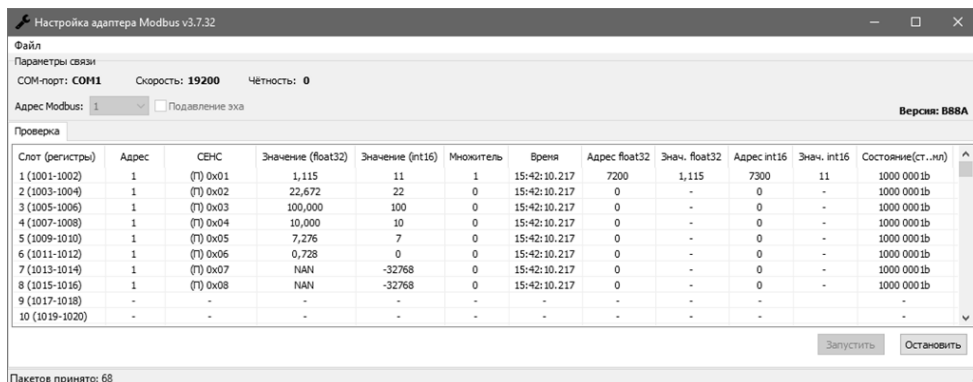 Настройка адаптера Modbus v3.7.32
Файл
Параметры связи
COM-порт: COM1 Скорость: 19200 Чётность: 0
Адрес Modbus: 1 Подавление эха Версия: B88A
Проверка
Слот (регистры) Адрес СЕНС Значение (float32) Значение (int16) Множитель Время Адрес float32 Знач. float32 Адрес int16 Знач. int16 Состояние(ст..мл)
1 (1001-1002) 1 (П) 0x01 1,115 11 1 15:42:10.217 7200 1,115 7300 11 1000 0001b
2 (1003-1004) 1 (П) 0x02 22,672 22 0 15:42:10.217 0 - 0 - 1000 0001b
3 (1005-1006) 1 (П) 0x03 100,000 100 0 15:42:10.217 0 - 0 - 1000 0001b
4 (1007-1008) 1 (П) 0x04 10,000 10 0 15:42:10.217 0 - 0 - 1000 0001b
5 (1009-1010) 1 (П) 0x05 7,276 7 0 15:42:10.217 0 - 0 - 1000 0001b
6 (1011-1012) 1 (П) 0x06 0,728 0 0 15:42:10.217 0 - 0 - 1000 0001b
7 (1013-1014) 1 (П) 0x07 NAN -32768 0 15:42:10.217 0 - 0 - 1000 0001b
8 (1015-1016) 1 (П) 0x08 NAN -32768 0 15:42:10.217 0 - 0 - 1000 0001b
9 (1017-1018) - - - - - - - - - -
10 (1019-1020) - - - - - - - - - -
Запустить Остановить
Пакетов принято: 68